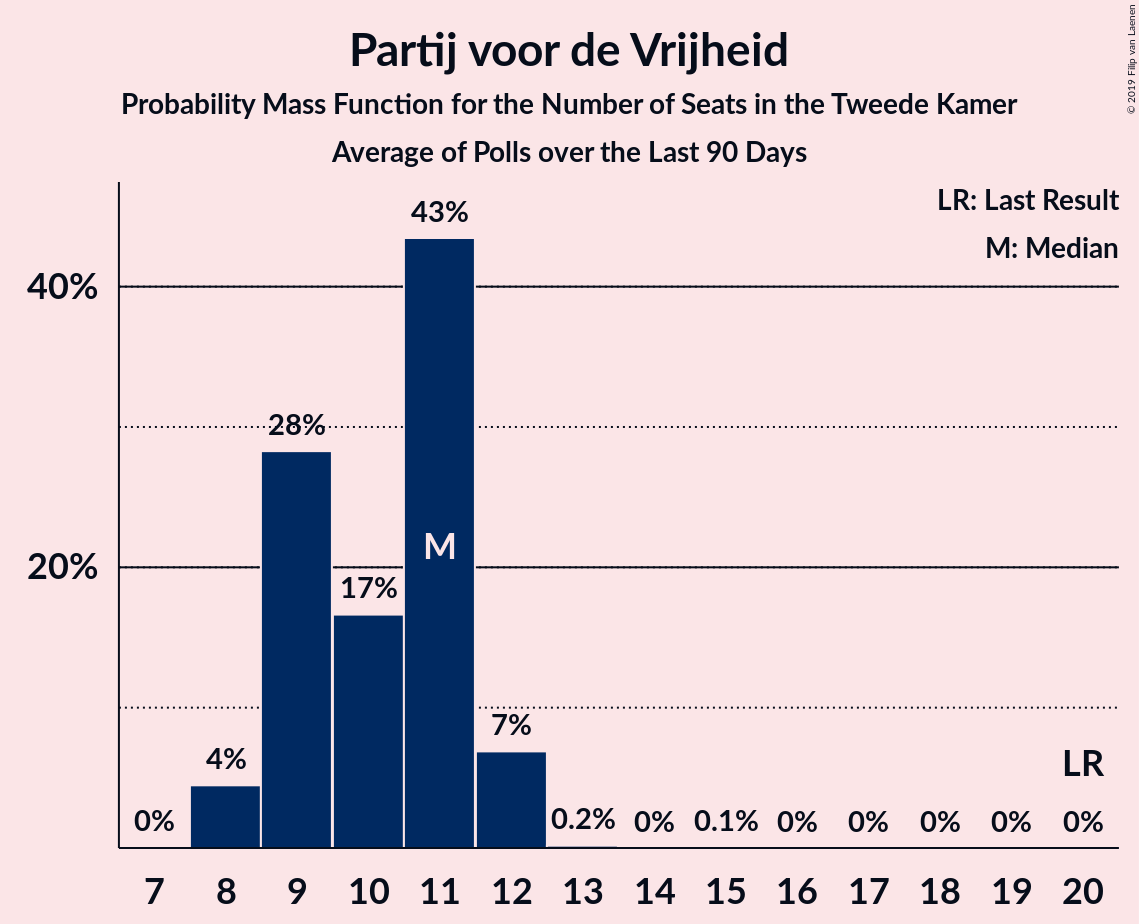 Partij voor de Vrijheid
Probability Mass Function for the Number of Seats in the Tweede Kamer
Average of Polls over the Last 90 Days
© 2019 Filip van Laenen
LR: Last Result
M: Median
43%
40%
28%
M
20%
17%
7%
4%
LR
0%
0.2%
0%
0.1%
0%
0%
0%
0%
0%
7 8 9 10 11 12 13 14 15 16 17 18 19 20